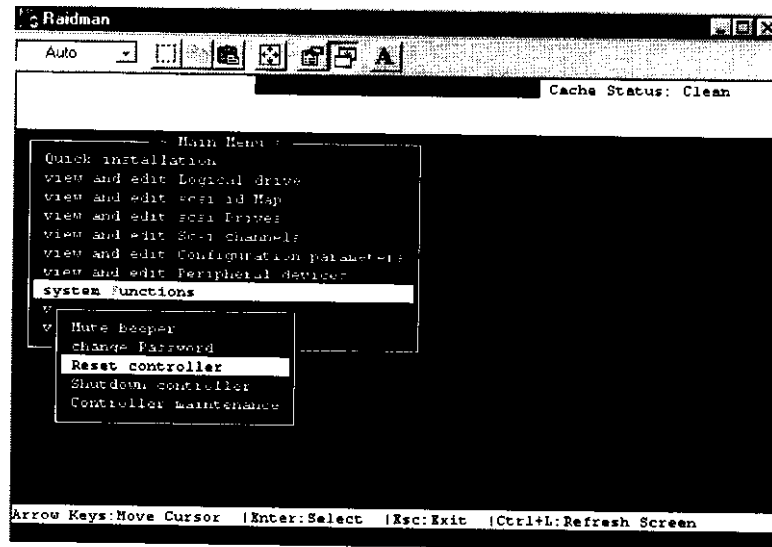 Raidman
Auto
A
Cache Status: Clean
Main Menu
Quick installation
view and edit Logical drive
view and edit scsi id Map
view and edit scsi Drives
view and edit Scsi channels
view and edit Configuration parameters
view and edit Peripheral devices
system Functions
v
v
Mute beeper
change Password
Reset controller
Shutdown controller
Controller maintenance
Arrow Keys:Move Cursor |Enter:Select |Esc:Exit |Ctrl+L:Refresh Screen